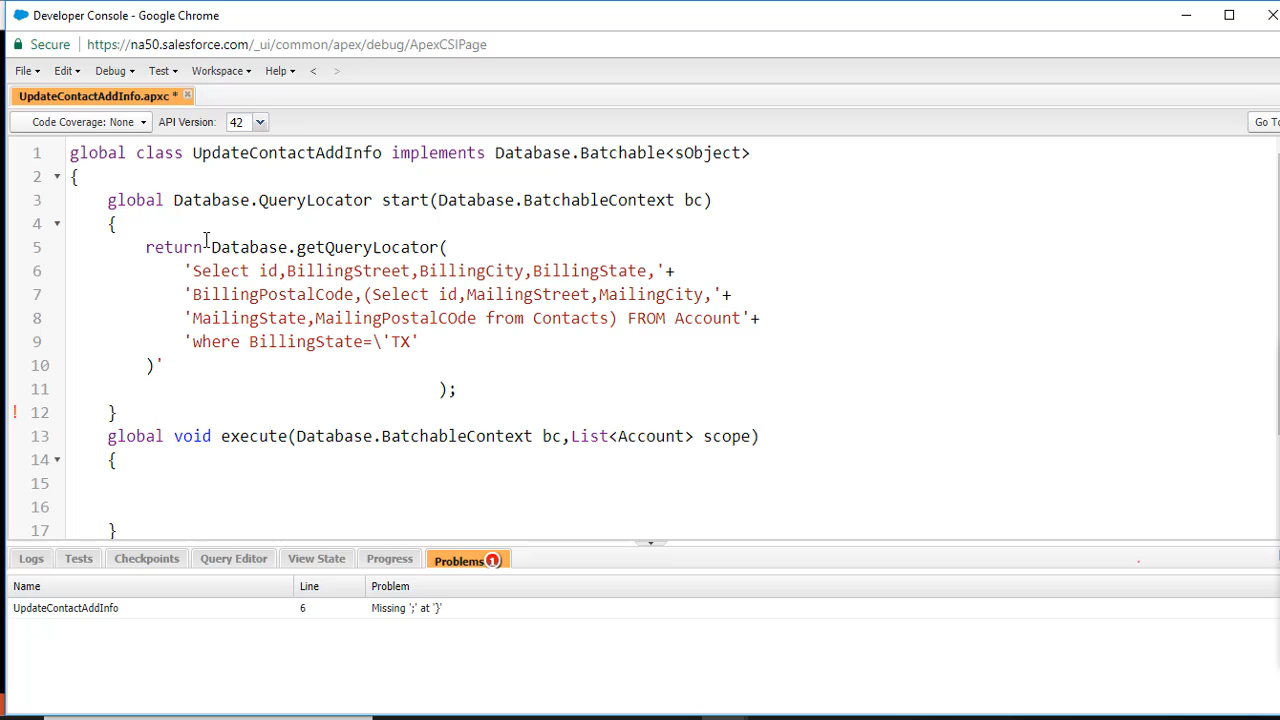 Developer Console - Google Chrome
Secure https://na50.salesforce.com/_ui/common/apex/debug/ApexCSIPage
File Edit Debug Test Workspace Help < >
UpdateContactAddInfo.apxc *
Code Coverage: None API Version: 42 Go To
1 global class UpdateContactAddInfo implements Database.Batchable<sObject>
2 {
3 global Database.QueryLocator start(Database.BatchableContext bc)
4 {
5 return Database.getQueryLocator(
6 'Select id,BillingStreet,BillingCity,BillingState,'+
7 'BillingPostalCode,(Select id,MailingStreet,MailingCity,'+
8 'MailingState,MailingPostalCOde from Contacts) FROM Account'+
9 'where BillingState=\'TX'
10 )'
11 );
! 12 }
13 global void execute(Database.BatchableContext bc,List<Account> scope)
14 {
15
16
17 }
Logs Tests Checkpoints Query Editor View State Progress Problems 1
Name Line Problem
UpdateContactAddInfo 6 Missing ';' at '}'